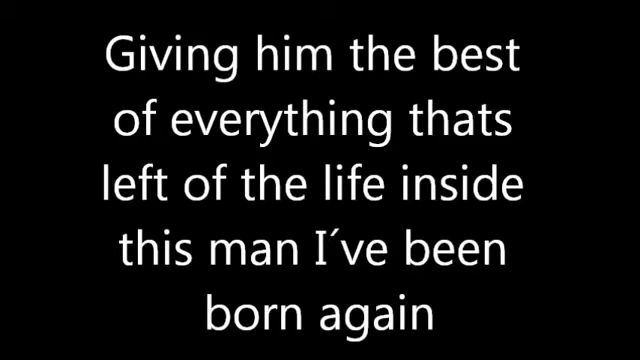 Giving him the best
of everything thats
left of the life inside
this man I´ve been
born again